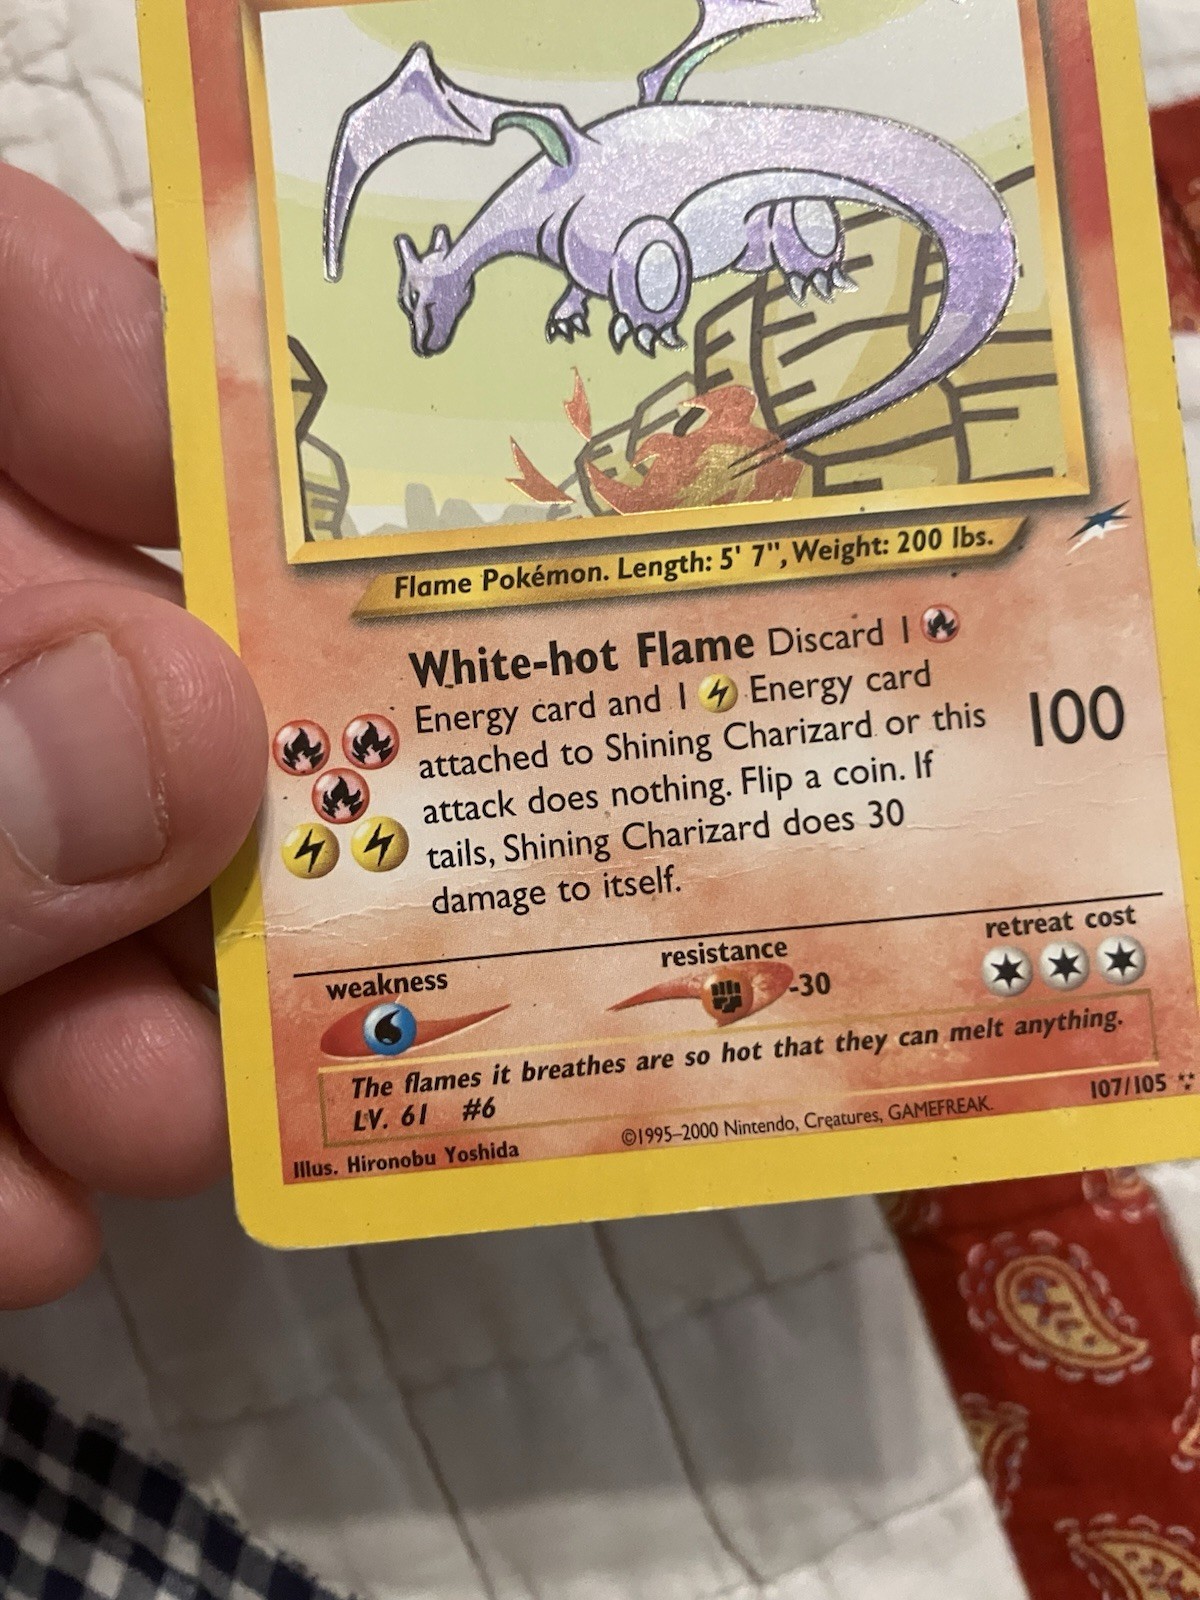 Flame Pokémon. Length: 5' 7", Weight: 200 lbs.
White-hot Flame Discard 1
Energy card and 1 Energy card
attached to Shining Charizard or this
attack does nothing. Flip a coin. If
tails, Shining Charizard does 30
damage to itself.
100
weakness
resistance
-30
retreat cost
The flames it breathes are so hot that they can melt anything.
LV. 61 #6
107/105
Illus. Hironobu Yoshida
©1995–2000 Nintendo, Creatures, GAMEFREAK.